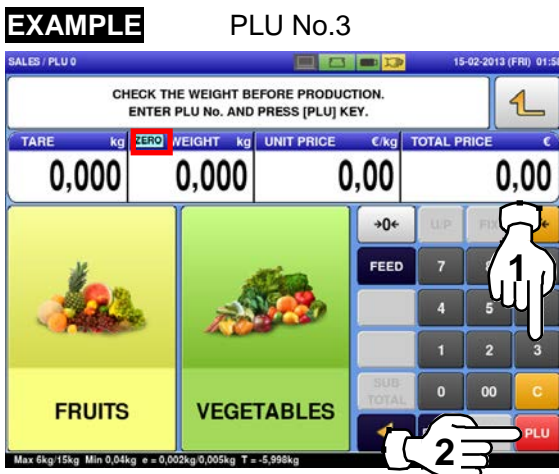 EXAMPLE PLU No.3
SALES / PLU 0 15-02-2013 (FRI) 01:5
CHECK THE WEIGHT BEFORE PRODUCTION.
ENTER PLU No. AND PRESS [PLU] KEY.
TARE kg ZERO WEIGHT kg UNIT PRICE €/kg TOTAL PRICE €
0,000 0,000 0,00 0,00
→0← U.P FIX
FEED 7 8 1
4 5
1 2 3
SUB TOTAL 0 00 C
FRUITS VEGETABLES
2 PLU
Max 6kg/15kg Min 0,04kg e = 0,002kg/0,005kg T = -5,998kg